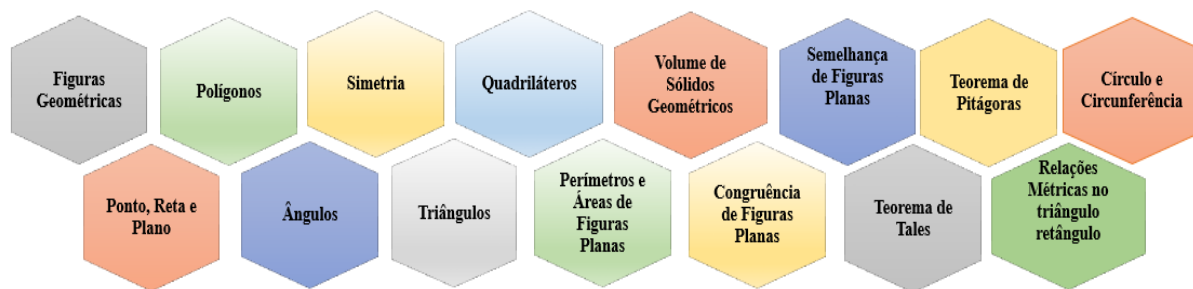 Figuras
Geométricas
Polígonos
Simetria
Quadriláteros
Volume de
Sólidos
Geométricos
Semelhança
de Figuras
Planas
Teorema de
Pitágoras
Círculo e
Circunferência
Ponto, Reta e
Plano
Ângulos
Triângulos
Perímetros e
Áreas de
Figuras
Planas
Congruência
de Figuras
Planas
Teorema de
Tales
Relações
Métricas no
triângulo
retângulo